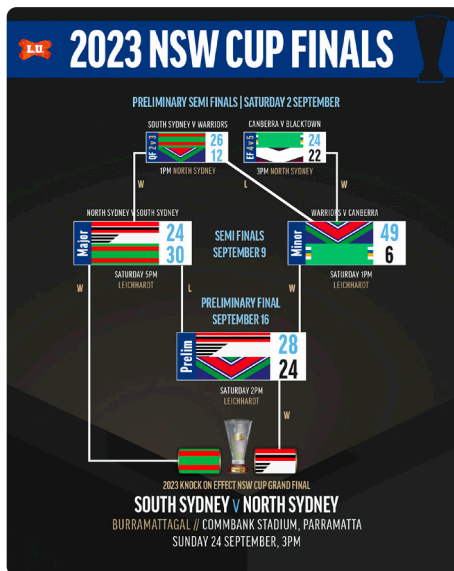 L.U.
2023 NSW CUP FINALS
PRELIMINARY SEMI FINALS | SATURDAY 2 SEPTEMBER
SOUTH SYDNEY V WARRIORS
CANBERRA V BLACKTOWN
QF 2 v 3
26
12
EF 4 v 5
24
22
1PM NORTH SYDNEY
3PM NORTH SYDNEY
W
L
W
NORTH SYDNEY V SOUTH SYDNEY
WARRIORS V CANBERRA
Major
24
30
SEMI FINALS
SEPTEMBER 9
Minor
49
6
SATURDAY 5PM
LEICHHARDT
SATURDAY 1PM
LEICHHARDT
W
L
W
PRELIMINARY FINAL
SEPTEMBER 16
Prelim
28
24
SATURDAY 2PM
LEICHHARDT
W
2023 KNOCK ON EFFECT NSW CUP GRAND FINAL
SOUTH SYDNEY V NORTH SYDNEY
BURRAMATTAGAL // COMMBANK STADIUM, PARRAMATTA
SUNDAY 24 SEPTEMBER, 3PM